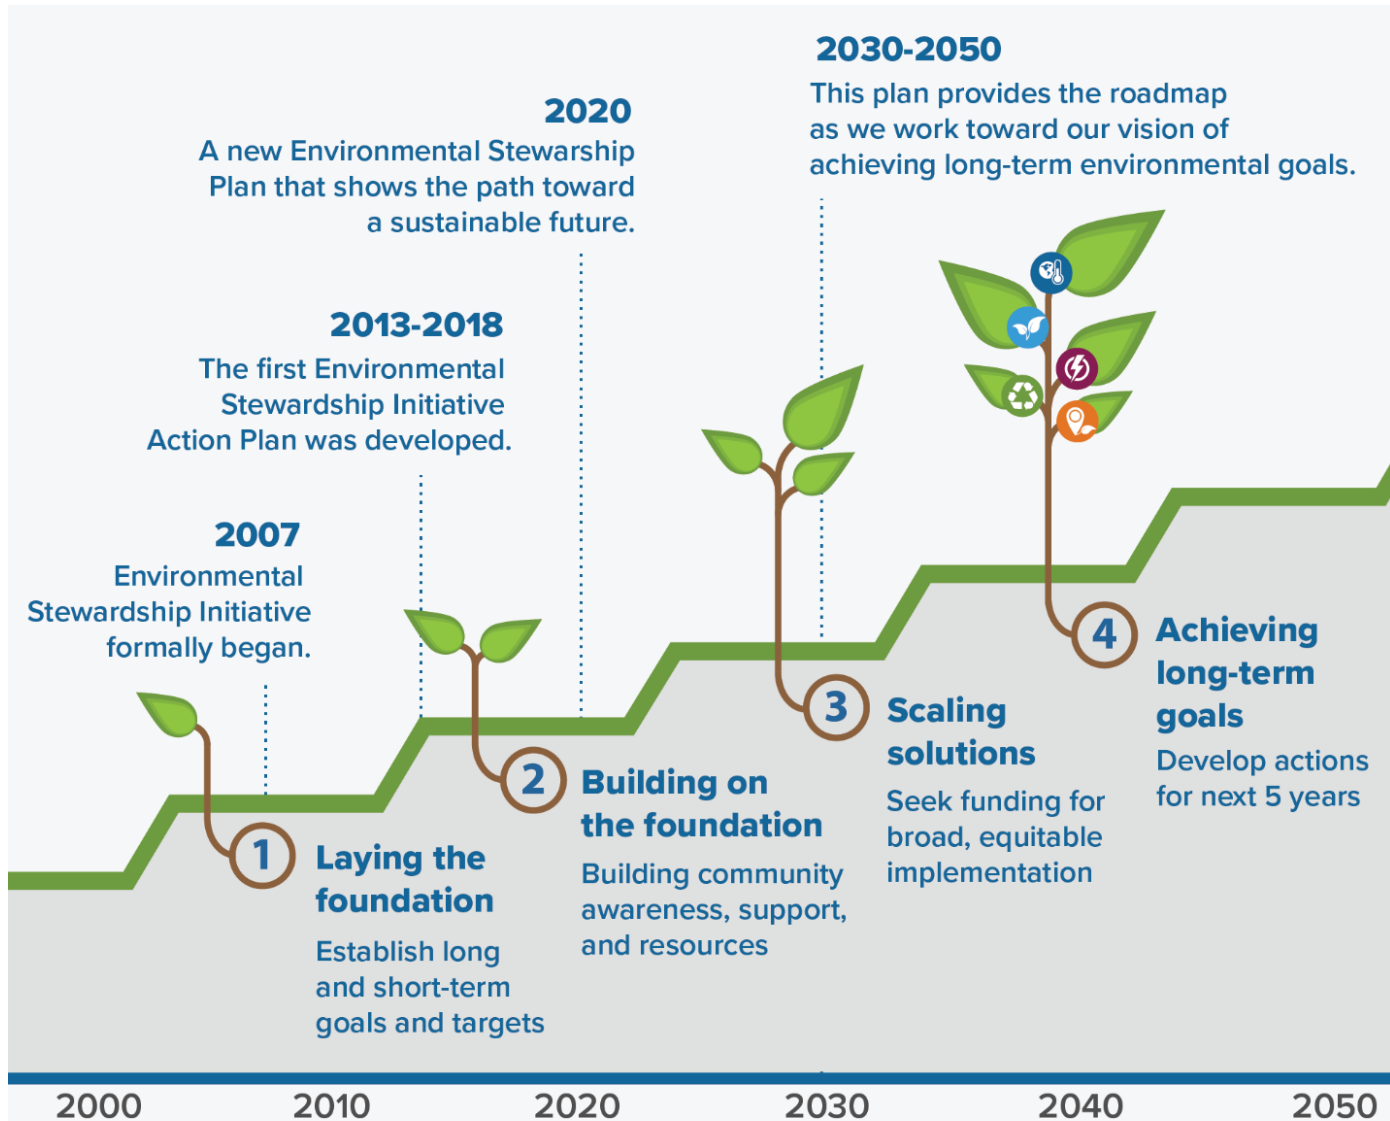 2030-2050
This plan provides the roadmap
as we work toward our vision of
achieving long-term environmental goals.
2020
A new Environmental Stewarship
Plan that shows the path toward
a sustainable future.
2013-2018
The first Environmental
Stewardship Initiative
Action Plan was developed.
2007
Environmental
Stewardship Initiative
formally began.
1
Laying the
foundation
Establish long
and short-term
goals and targets
2
Building on
the foundation
Building community
awareness, support,
and resources
3
Scaling
solutions
Seek funding for
broad, equitable
implementation
4
Achieving
long-term
goals
Develop actions
for next 5 years
2000 2010 2020 2030 2040 2050